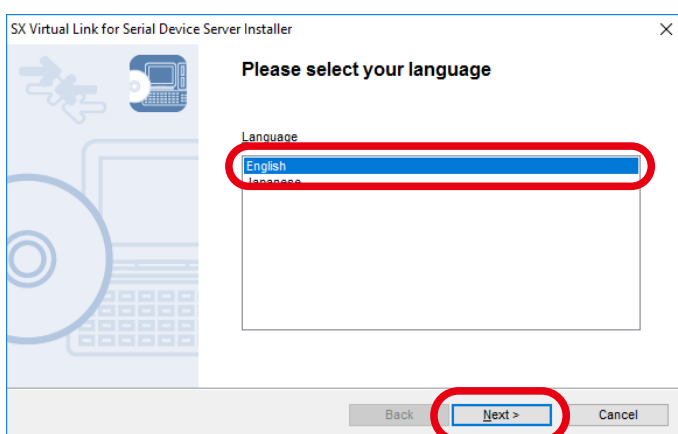 SX Virtual Link for Serial Device Server Installer
Please select your language
Language
English
Japanese
Back
Next >
Cancel